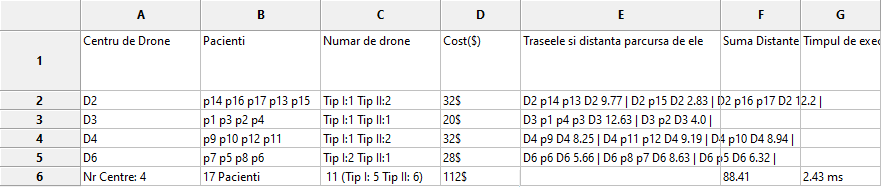 A B C D E F G
1 Centru de Drone Pacienti Numar de drone Cost($) Traseele si distanta parcursa de ele Suma Distante Timpul de exec
2 D2 p14 p16 p17 p13 p15 Tip I:1 Tip II:2 32$ D2 p14 p13 D2 9.77 | D2 p15 D2 2.83 | D2 p16 p17 D2 12.2 |
3 D3 p1 p3 p2 p4 Tip I:1 Tip II:1 20$ D3 p1 p4 p3 D3 12.63 | D3 p2 D3 4.0 |
4 D4 p9 p10 p12 p11 Tip I:1 Tip II:2 32$ D4 p9 D4 8.25 | D4 p11 p12 D4 9.19 | D4 p10 D4 8.94 |
5 D6 p7 p5 p8 p6 Tip I:2 Tip II:1 28$ D6 p6 D6 5.66 | D6 p8 p7 D6 8.63 | D6 p5 D6 6.32 |
6 Nr Centre: 4 17 Pacienti 11 (Tip I: 5 Tip II: 6) 112$ 88.41 2.43 ms